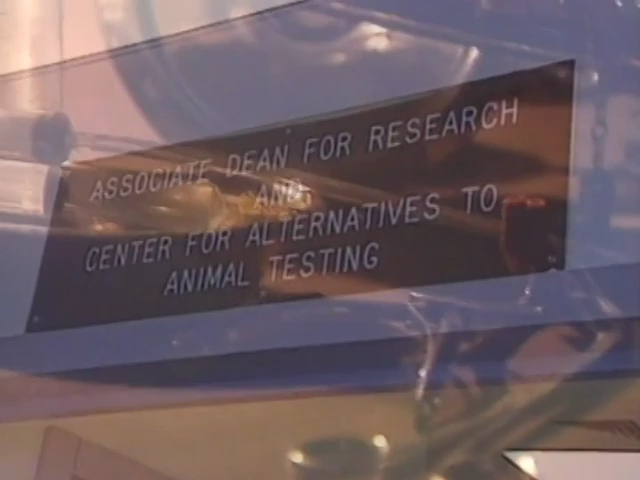 ASSOCIATE DEAN FOR RESEARCH
AND
CENTER FOR ALTERNATIVES TO
ANIMAL TESTING